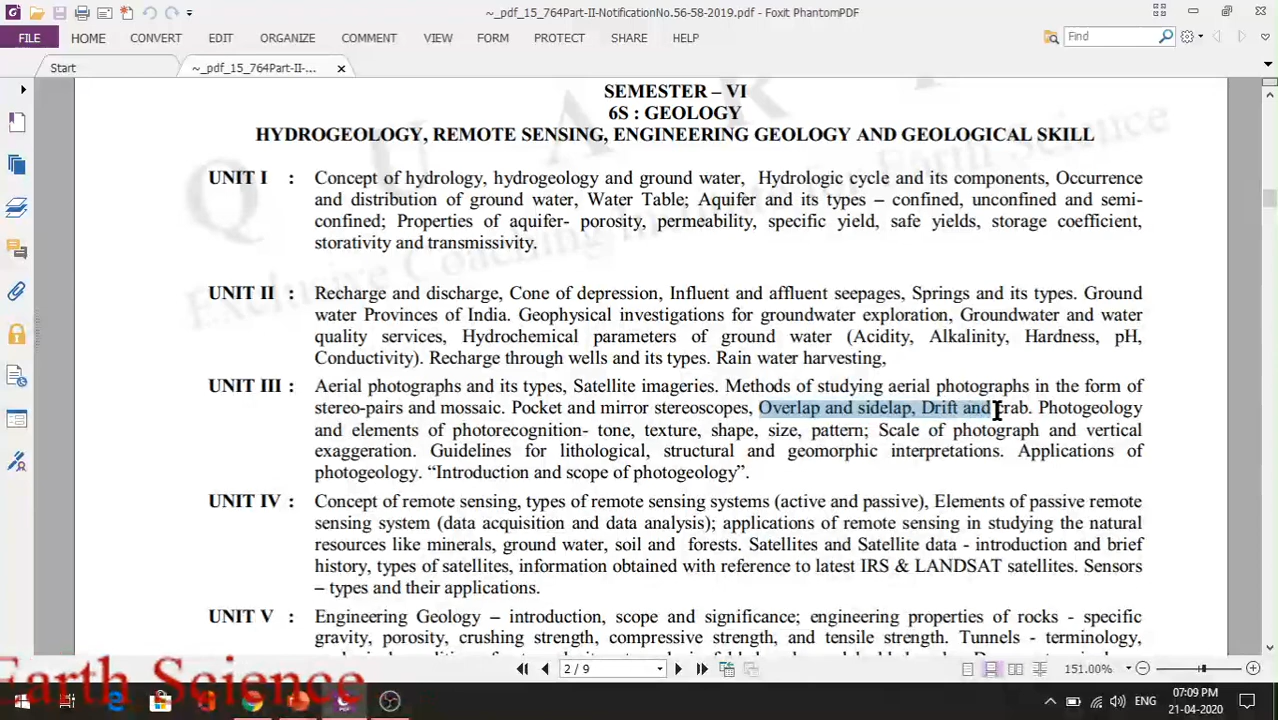 ~_pdf_15_764Part-II-NotificationNo.56-58-2019.pdf - Foxit PhantomPDF
FILE HOME CONVERT EDIT ORGANIZE COMMENT VIEW FORM PROTECT SHARE HELP Find
Start ~_pdf_15_764Part-II-...
SEMESTER – VI
6S : GEOLOGY
HYDROGEOLOGY, REMOTE SENSING, ENGINEERING GEOLOGY AND GEOLOGICAL SKILL
UNIT I : Concept of hydrology, hydrogeology and ground water, Hydrologic cycle and its components, Occurrence
and distribution of ground water, Water Table; Aquifer and its types – confined, unconfined and semi-
confined; Properties of aquifer- porosity, permeability, specific yield, safe yields, storage coefficient,
storativity and transmissivity.
UNIT II : Recharge and discharge, Cone of depression, Influent and affluent seepages, Springs and its types. Ground
water Provinces of India. Geophysical investigations for groundwater exploration, Groundwater and water
quality services, Hydrochemical parameters of ground water (Acidity, Alkalinity, Hardness, pH,
Conductivity). Recharge through wells and its types. Rain water harvesting,
UNIT III : Aerial photographs and its types, Satellite imageries. Methods of studying aerial photographs in the form of
stereo-pairs and mossaic. Pocket and mirror stereoscopes, Overlap and sidelap, Drift and crab. Photogeology
and elements of photorecognition- tone, texture, shape, size, pattern; Scale of photograph and vertical
exaggeration. Guidelines for lithological, structural and geomorphic interpretations. Applications of
photogeology. “Introduction and scope of photogeology”.
UNIT IV : Concept of remote sensing, types of remote sensing systems (active and passive), Elements of passive remote
sensing system (data acquisition and data analysis); applications of remote sensing in studying the natural
resources like minerals, ground water, soil and forests. Satellites and Satellite data - introduction and brief
history, types of satellites, information obtained with reference to latest IRS & LANDSAT satellites. Sensors
– types and their applications.
UNIT V : Engineering Geology – introduction, scope and significance; engineering properties of rocks - specific
gravity, porosity, crushing strength, compressive strength, and tensile strength. Tunnels - terminology,
Earth Science
2 / 9 151.00%
ENG 07:09 PM
21-04-2020